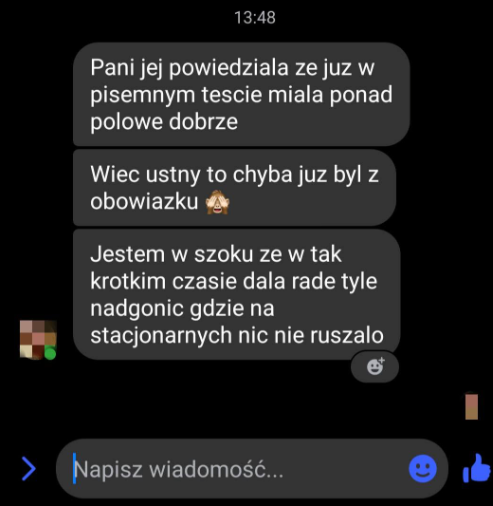 13:48
Pani jej powiedziala ze juz w
pisemnym tescie miala ponad
polowe dobrze
Wiec ustny to chyba juz byl z
obowiazku 🙈
Jestem w szoku ze w tak
krotkim czasie dala rade tyle
nadgonic gdzie na
stacjonarnych nic nie ruszalo
Napisz wiadomość...